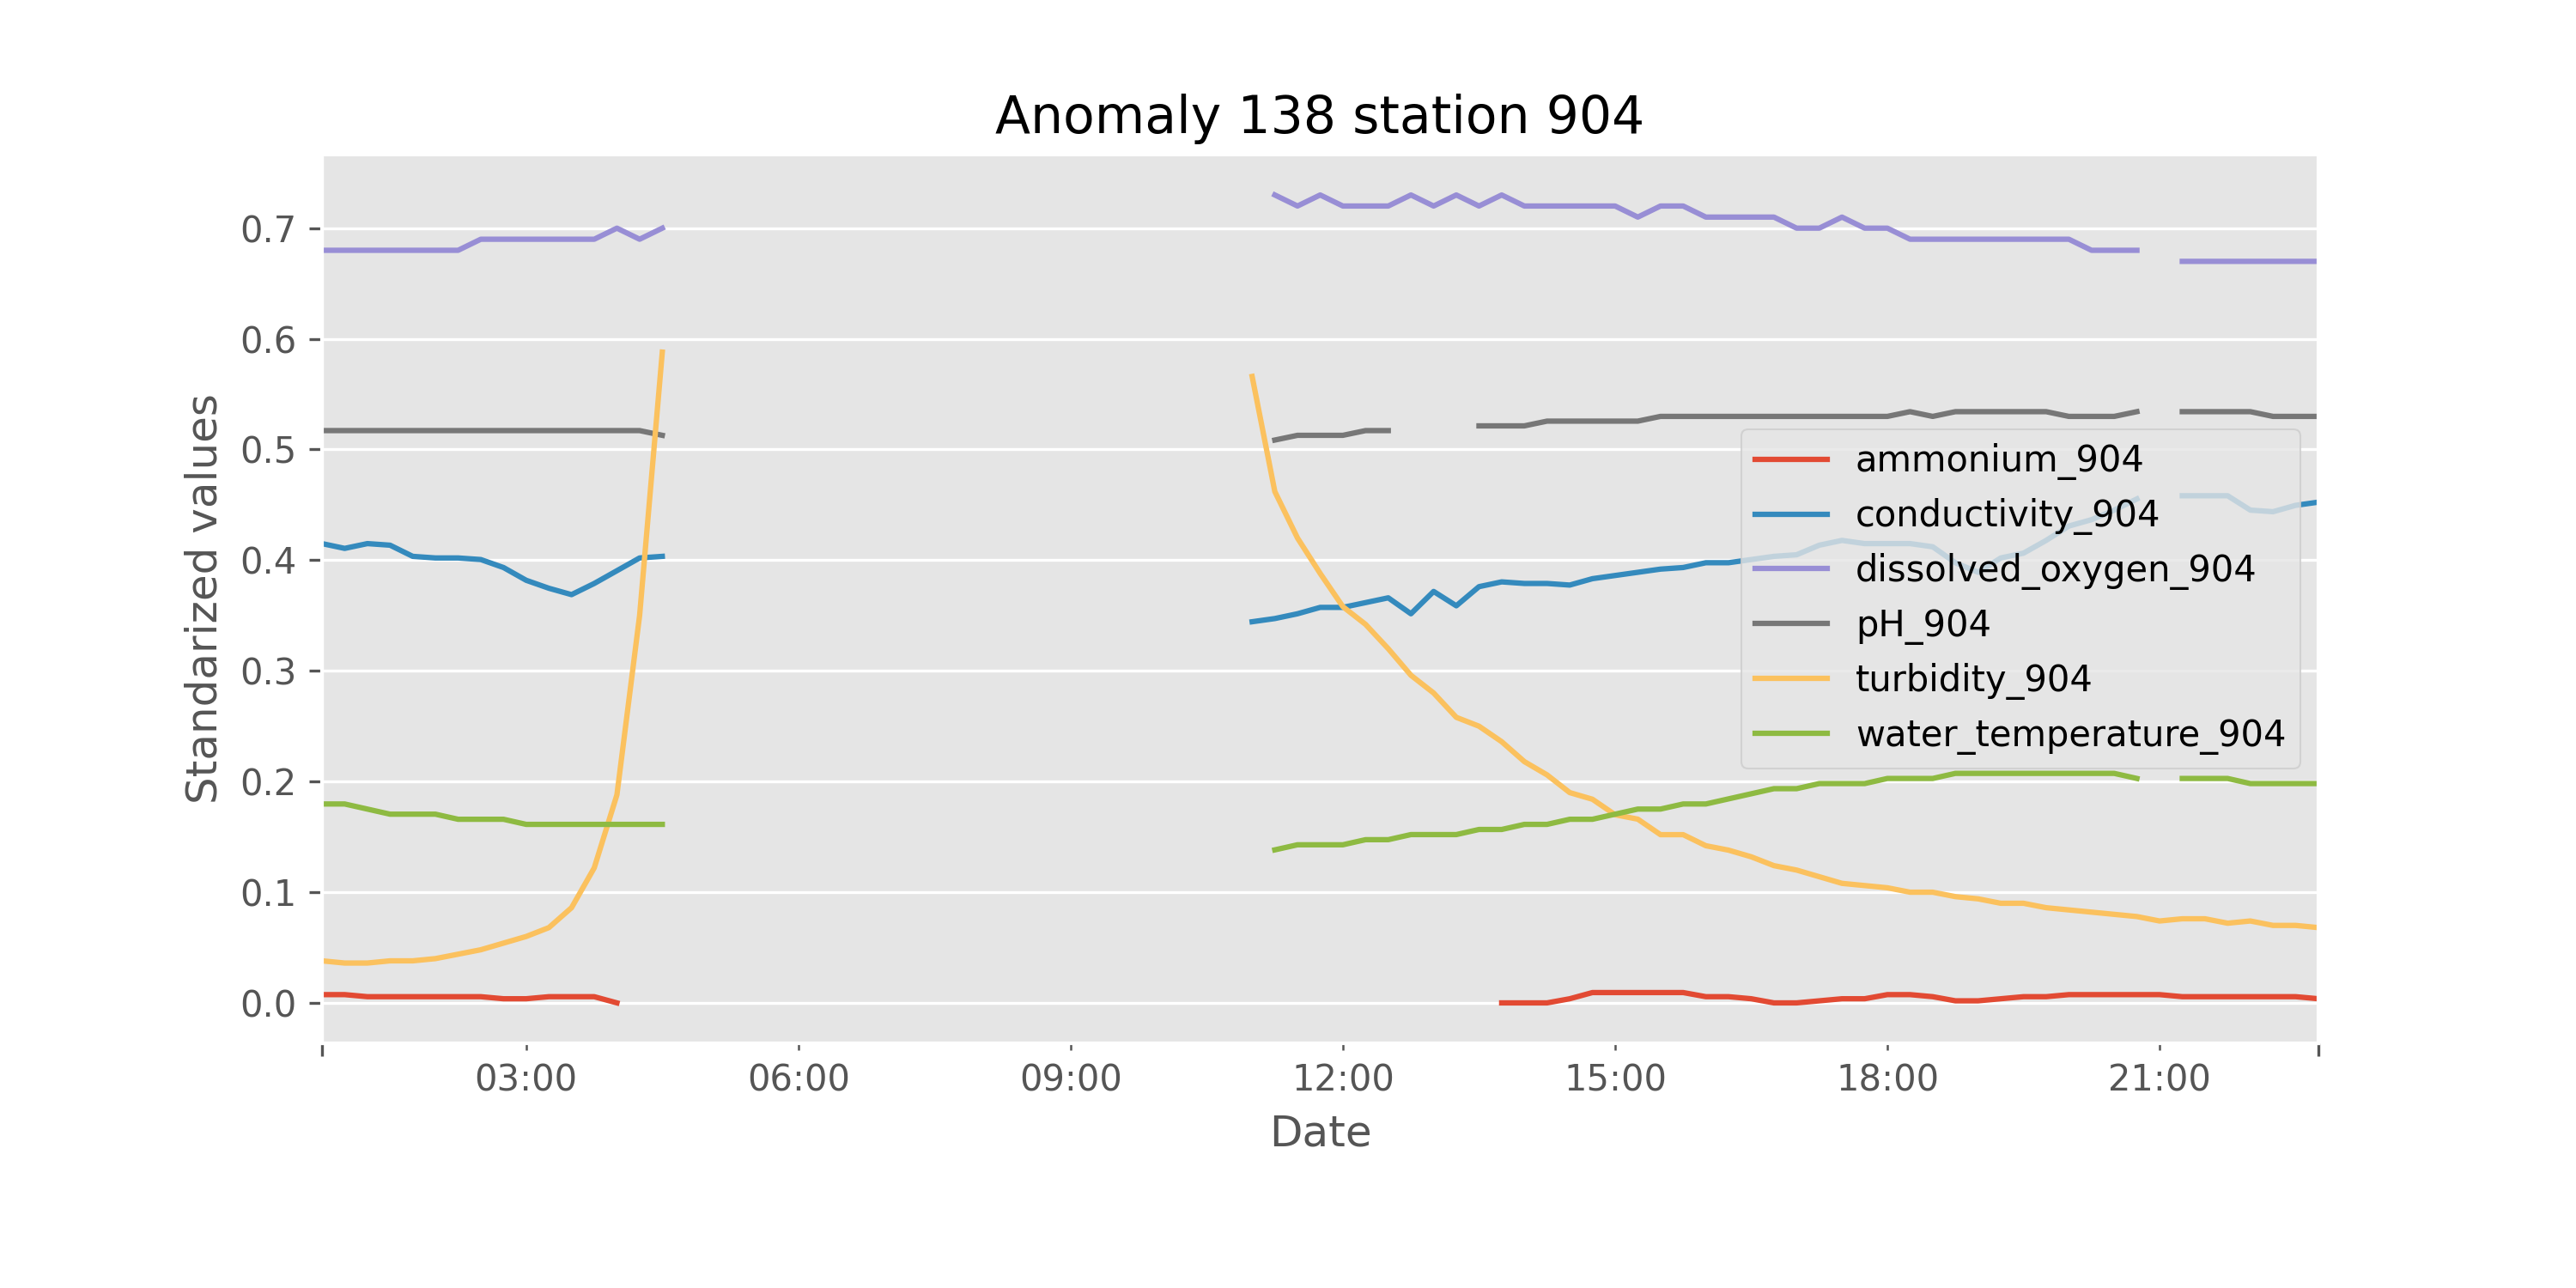 Anomaly 138 station 904
Standarized values
0.7
0.6
0.5
0.4
0.3
0.2
0.1
0.0
ammonium_904
conductivity_904
dissolved_oxygen_904
pH_904
turbidity_904
water_temperature_904
03:00 06:00 09:00 12:00 15:00 18:00 21:00
Date